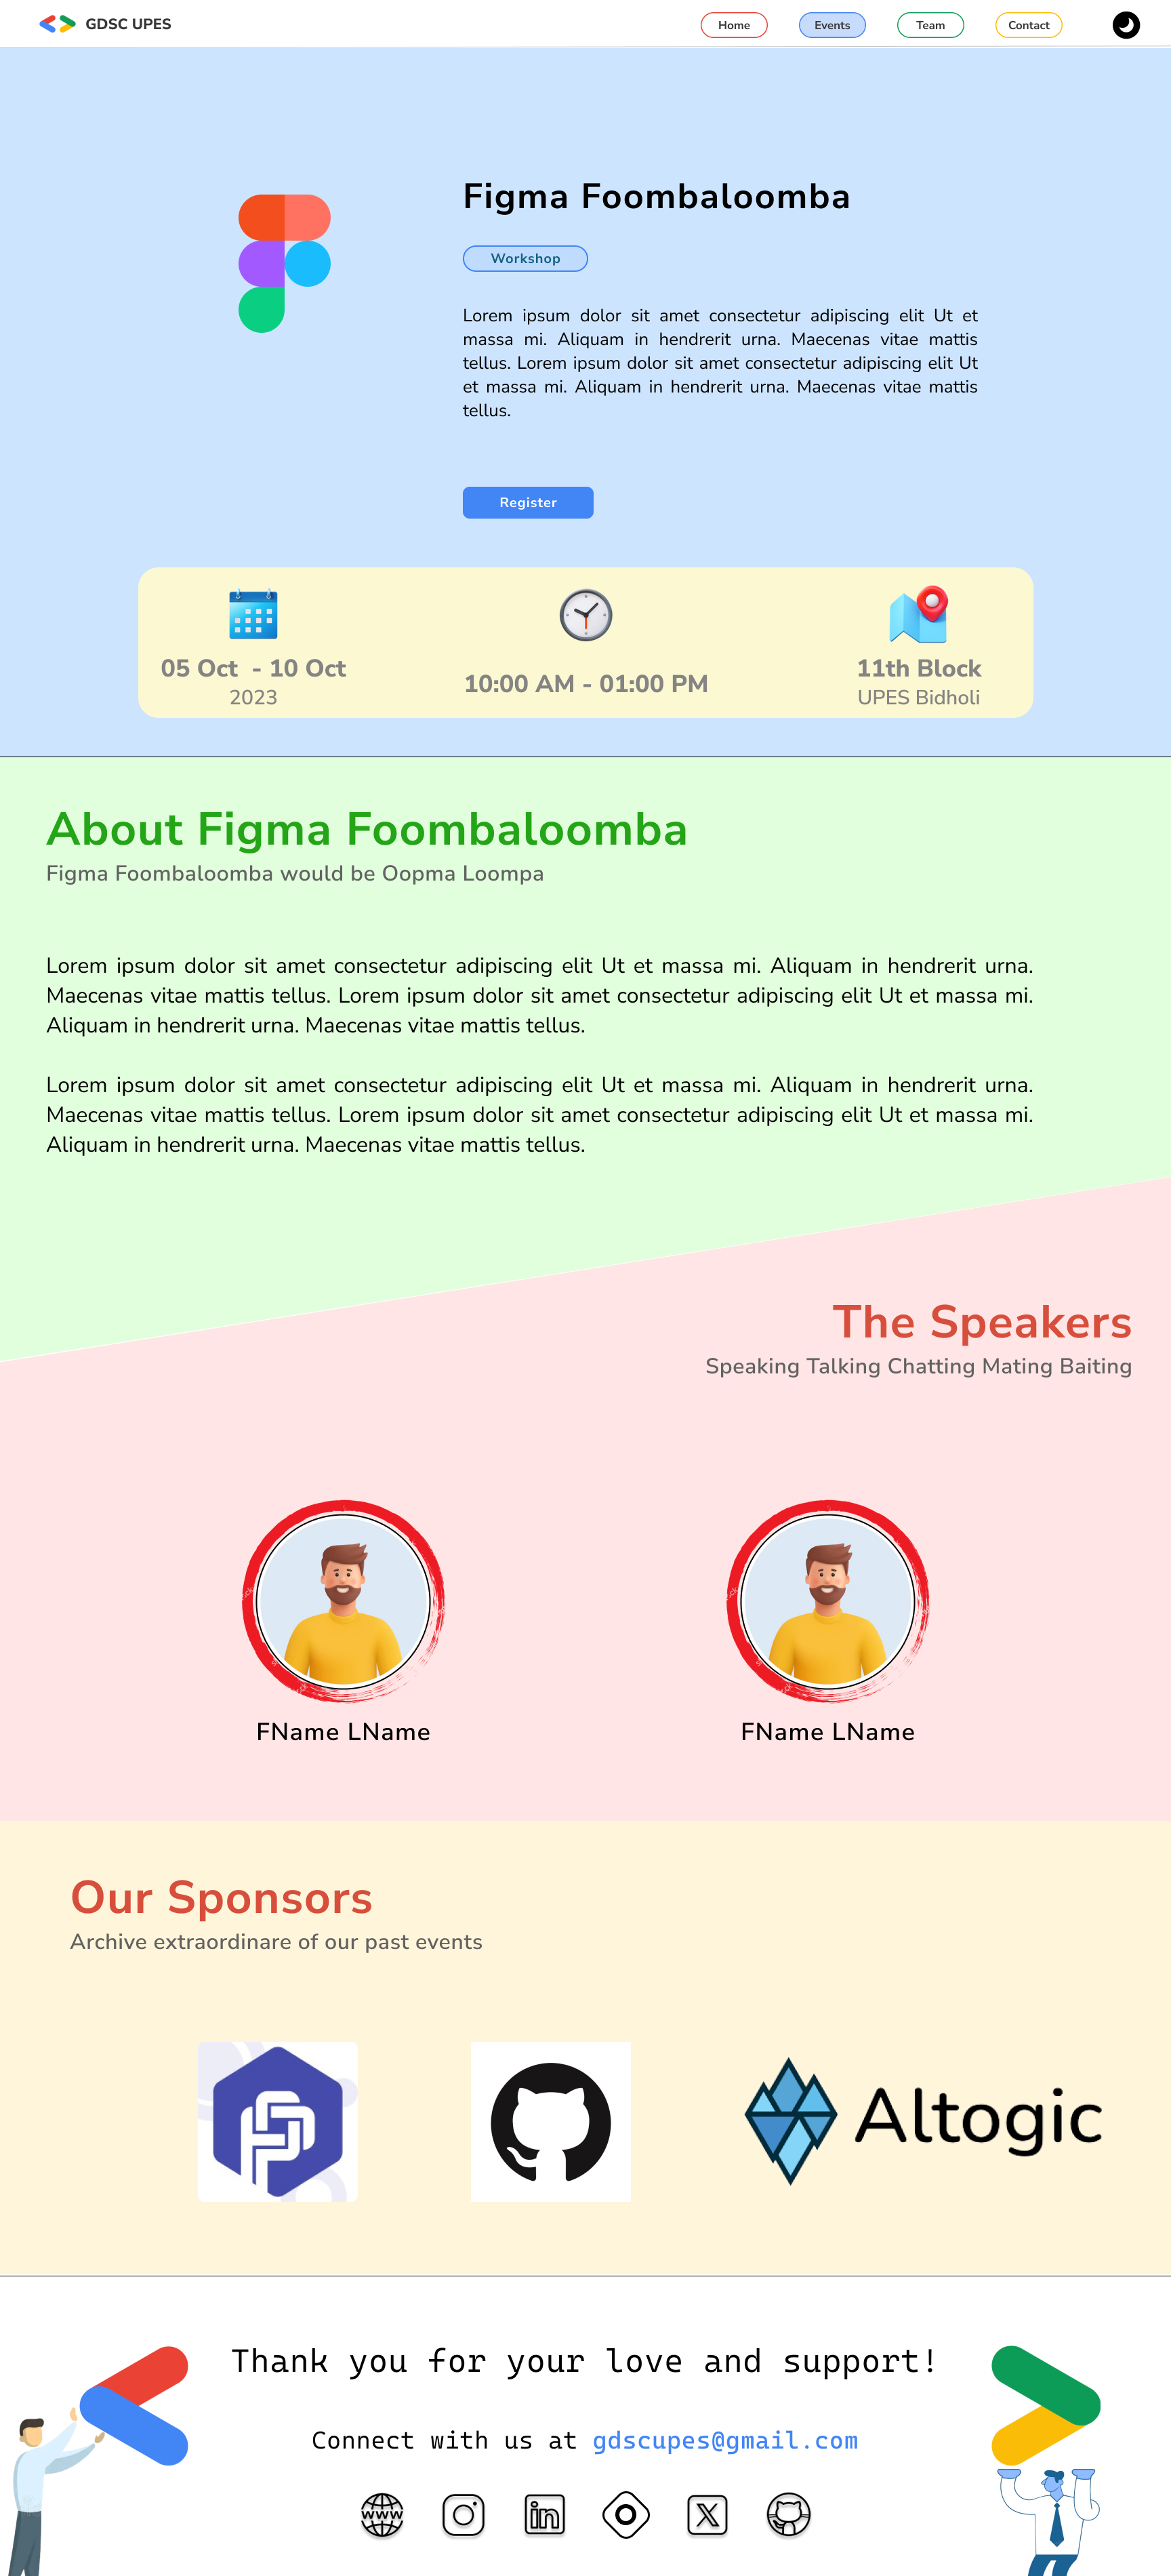 GDSC UPES
Home
Events
Team
Contact
Figma Foombaloomba
Workshop
Lorem ipsum dolor sit amet consectetur adipiscing elit Ut et
massa mi. Aliquam in hendrerit urna. Maecenas vitae mattis
tellus. Lorem ipsum dolor sit amet consectetur adipiscing elit Ut
et massa mi. Aliquam in hendrerit urna. Maecenas vitae mattis
tellus.
Register
05 Oct - 10 Oct
2023
10:00 AM - 01:00 PM
11th Block
UPES Bidholi
About Figma Foombaloomba
Figma Foombaloomba would be Oopma Loompa
Lorem ipsum dolor sit amet consectetur adipiscing elit Ut et massa mi. Aliquam in hendrerit urna.
Maecenas vitae mattis tellus. Lorem ipsum dolor sit amet consectetur adipiscing elit Ut et massa mi.
Aliquam in hendrerit urna. Maecenas vitae mattis tellus.
Lorem ipsum dolor sit amet consectetur adipiscing elit Ut et massa mi. Aliquam in hendrerit urna.
Maecenas vitae mattis tellus. Lorem ipsum dolor sit amet consectetur adipiscing elit Ut et massa mi.
Aliquam in hendrerit urna. Maecenas vitae mattis tellus.
The Speakers
Speaking Talking Chatting Mating Baiting
FName LName
FName LName
Our Sponsors
Archive extraordinare of our past events
Altogic
Thank you for your love and support!
Connect with us at gdscupes@gmail.com
www
in
X